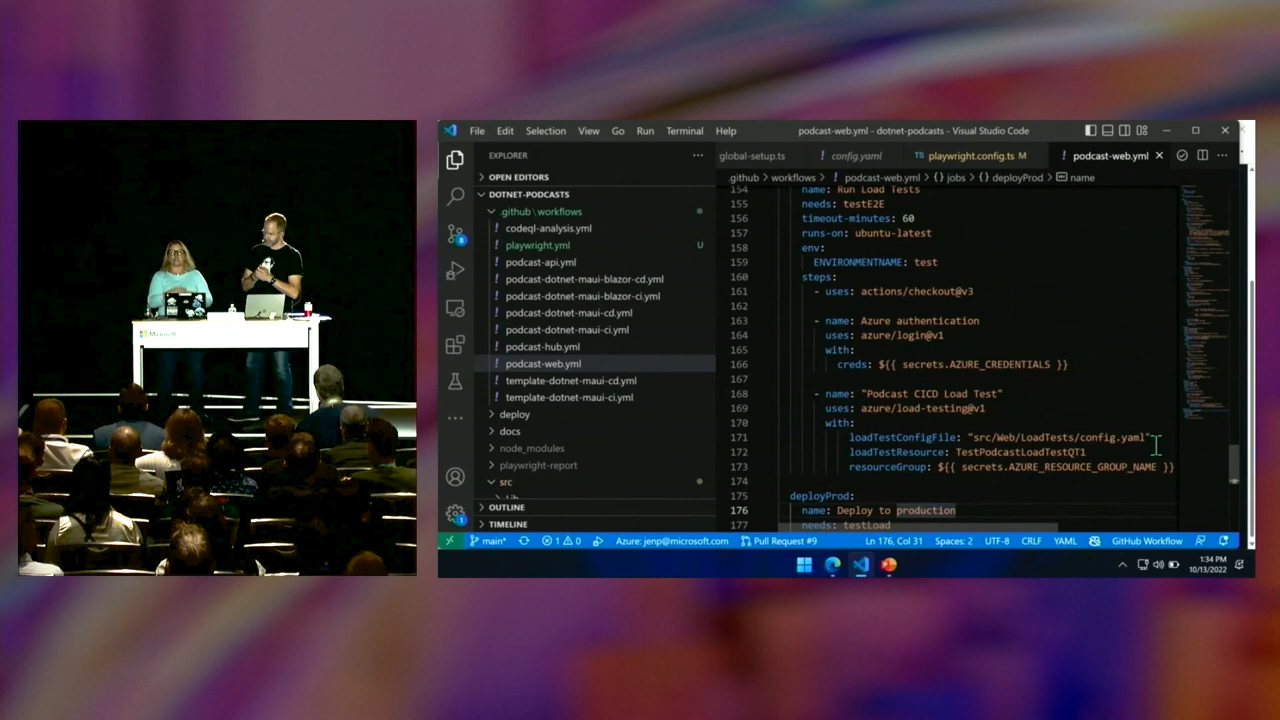 Microsoft
File Edit Selection View Go Run Terminal Help
podcast-web.yml - dotnet-podcasts - Visual Studio Code
EXPLORER
OPEN EDITORS
DOTNET-PODCASTS
.github\workflows
codeql-analysis.yml
playwright.yml U
podcast-api.yml
podcast-dotnet-maui-blazor-cd.yml
podcast-dotnet-maui-blazor-ci.yml
podcast-dotnet-maui-cd.yml
podcast-dotnet-maui-ci.yml
podcast-hub.yml
podcast-web.yml
template-dotnet-maui-cd.yml
template-dotnet-maui-ci.yml
deploy
docs
node_modules
playwright-report
src
OUTLINE
TIMELINE
global-setup.ts ! config.yaml TS playwright.config.ts M ! podcast-web.yml
.github > workflows > ! podcast-web.yml > {} jobs > {} deployProd > name
154 name: Run Load Tests
155 needs: testE2E
156 timeout-minutes: 60
157 runs-on: ubuntu-latest
158 env:
159 ENVIRONMENTNAME: test
160 steps:
161 - uses: actions/checkout@v3
162
163 - name: Azure authentication
164 uses: azure/login@v1
165 with:
166 creds: ${{ secrets.AZURE_CREDENTIALS }}
167
168 - name: "Podcast CICD Load Test"
169 uses: azure/load-testing@v1
170 with:
171 loadTestConfigFile: "src/Web/LoadTests/config.yaml"
172 loadTestResource: TestPodcastLoadTestQT1
173 resourceGroup: ${{ secrets.AZURE_RESOURCE_GROUP_NAME }}
174
175 deployProd:
176 name: Deploy to production
177 needs: testLoad
main* 1 0 Azure: jenp@microsoft.com Pull Request #9 Ln 176, Col 31 Spaces: 2 UTF-8 CRLF YAML GitHub Workflow
1:34 PM
10/13/2022